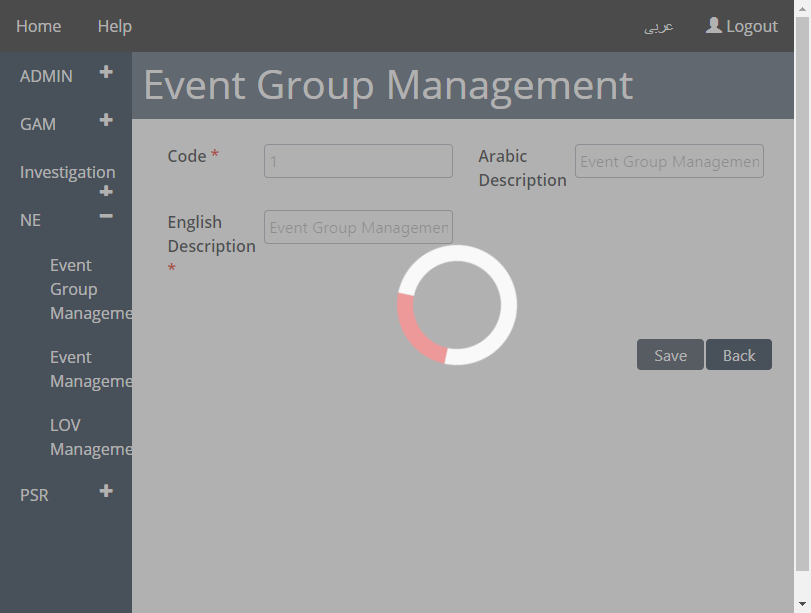 Home Help عربى Logout
Event Group Management
ADMIN
GAM
Investigation
NE
Event
Group
Manageme
Event
Manageme
LOV
Manageme
PSR
Code * 1
Arabic
Description
Event Group Managemen
English
Description
*
Event Group Managemen
Save Back